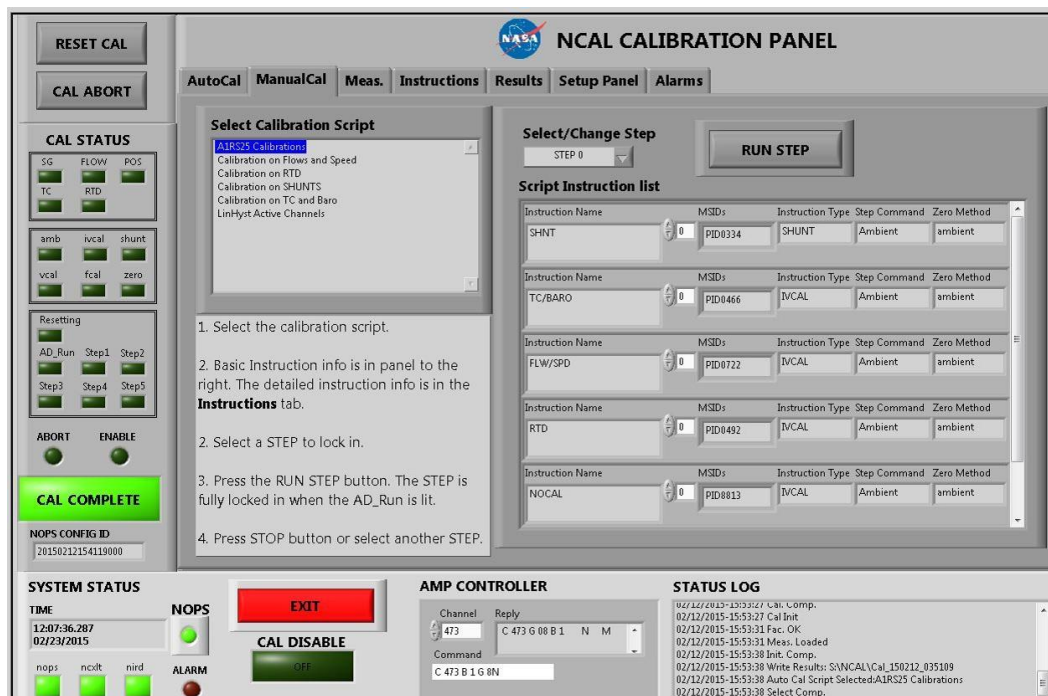 RESET CAL
CAL ABORT
NASA
NCAL CALIBRATION PANEL
AutoCal ManualCal Meas. Instructions Results Setup Panel Alarms
CAL STATUS
SG FLOW POS
TC RTD
amb ivcal shunt
vcal fcal zero
Resetting
AD_Run Step1 Step2
Step3 Step4 Step5
ABORT ENABLE
CAL COMPLETE
NOPS CONFIG ID
20150212154119000
Select Calibration Script
A1RS25 Calibrations
Calibration on Flows and Speed
Calibration on RTD
Calibration on SHUNTS
Calibration on TC and Baro
LinHyst Active Channels
1. Select the calibration script.
2. Basic Instruction info is in panel to the
right. The detailed instruction info is in the
Instructions tab.
2. Select a STEP to lock in.
3. Press the RUN STEP button. The STEP is
fully locked in when the AD_Run is lit.
4. Press STOP button or select another STEP.
Select/Change Step
STEP 0
RUN STEP
Script Instruction list
Instruction Name MSIDs Instruction Type Step Command Zero Method
SHNT 0 PID0334 SHUNT Ambient ambient
Instruction Name MSIDs Instruction Type Step Command Zero Method
TC/BARO 0 PID0466 IVCAL Ambient ambient
Instruction Name MSIDs Instruction Type Step Command Zero Method
FLW/SPD 0 PID0722 IVCAL Ambient ambient
Instruction Name MSIDs Instruction Type Step Command Zero Method
RTD 0 PID0492 IVCAL Ambient ambient
Instruction Name MSIDs Instruction Type Step Command Zero Method
NOCAL 0 PID8813 IVCAL Ambient ambient
SYSTEM STATUS
TIME
12:07:36.287
02/23/2015
NOPS
nops ncxlt nird
ALARM
EXIT
CAL DISABLE
OFF
AMP CONTROLLER
Channel Reply
473 C 473 G 08 B 1 N M
Command
C 473 B 1 G 8N
STATUS LOG
02/12/2015-15:53:27 Cal. Comp.
02/12/2015-15:53:27 Cal Init
02/12/2015-15:53:31 Fac. OK
02/12/2015-15:53:31 Meas. Loaded
02/12/2015-15:53:38 Init. Comp.
02/12/2015-15:53:38 Write Results: S:\NCAL\Cal_150212_035109
02/12/2015-15:53:38 Auto Cal Script Selected:A1RS25 Calibrations
02/12/2015-15:53:38 Select Comp.